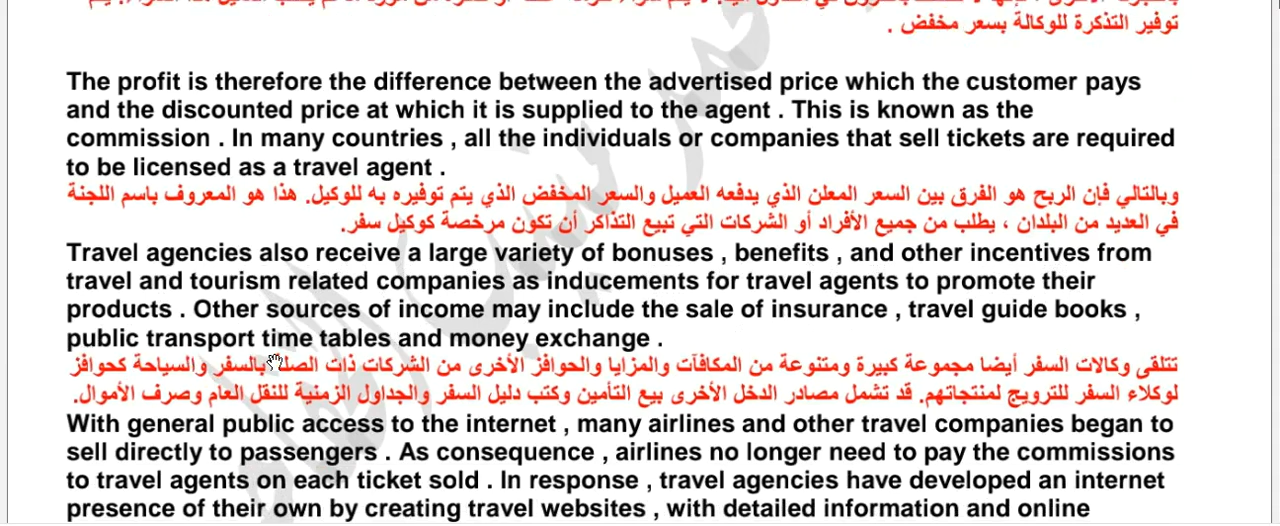 توفير التذكرة للوكالة بسعر مخفض .
The profit is therefore the difference between the advertised price which the customer pays
and the discounted price at which it is supplied to the agent . This is known as the
commission . In many countries , all the individuals or companies that sell tickets are required
to be licensed as a travel agent .
وبالتالي فإن الربح هو الفرق بين السعر المعلن الذي يدفعه العميل والسعر المخفض الذي يتم توفيره به للوكيل. هذا هو المعروف باسم اللجنة
في العديد من البلدان ، يطلب من جميع الأفراد أو الشركات التي تبيع التذاكر أن تكون مرخصة كوكيل سفر.
Travel agencies also receive a large variety of bonuses , benefits , and other incentives from
travel and tourism related companies as inducements for travel agents to promote their
products . Other sources of income may include the sale of insurance , travel guide books ,
public transport time tables and money exchange .
تتلقى وكالات السفر أيضا مجموعة كبيرة ومتنوعة من المكافآت والمزايا والحوافز الأخرى من الشركات ذات الصلة بالسفر والسياحة كحوافز
لوكلاء السفر للترويج لمنتجاتهم. قد تشمل مصادر الدخل الأخرى بيع التأمين وكتب دليل السفر والجداول الزمنية للنقل العام وصرف الأموال.
With general public access to the internet , many airlines and other travel companies began to
sell directly to passengers . As consequence , airlines no longer need to pay the commissions
to travel agents on each ticket sold . In response , travel agencies have developed an internet
presence of their own by creating travel websites , with detailed information and online